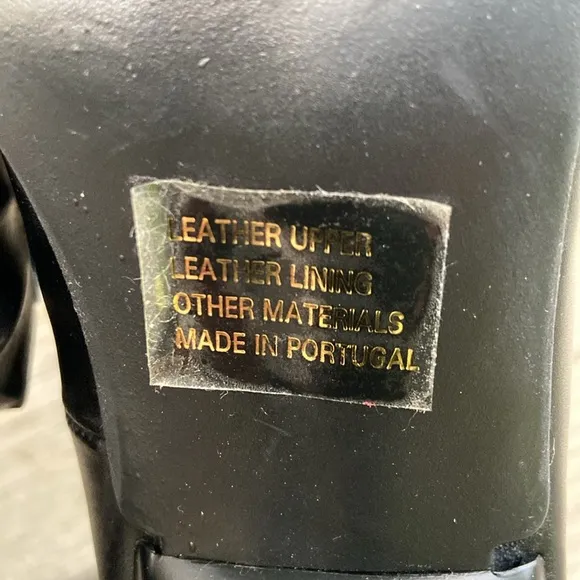 LEATHER UPPER
LEATHER LINING
OTHER MATERIALS
MADE IN PORTUGAL